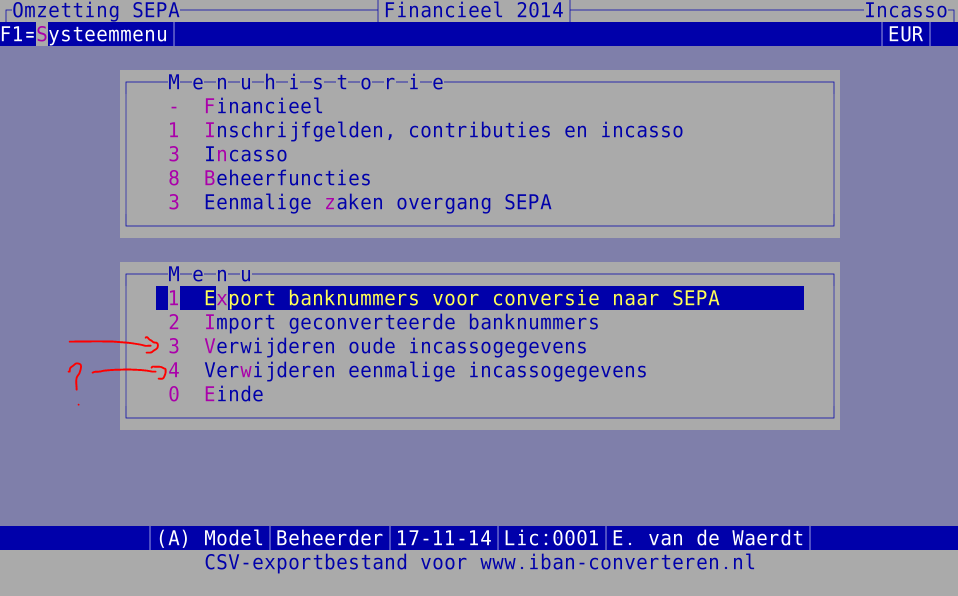 Omzetting SEPA Financieel 2014 Incasso
F1=Systeemmenu EUR
Menuhistorie
- Financieel
1 Inschrijfgelden, contributies en incasso
3 Incasso
8 Beheerfuncties
3 Eenmalige zaken overgang SEPA
Menu
1 Export banknummers voor conversie naar SEPA
2 Import geconverteerde banknummers
3 Verwijderen oude incassogegevens
? 4 Verwijderen eenmalige incassogegevens
0 Einde
(A) Model Beheerder 17-11-14 Lic:0001 E. van de Waerdt
CSV-exportbestand voor www.iban-converteren.nl